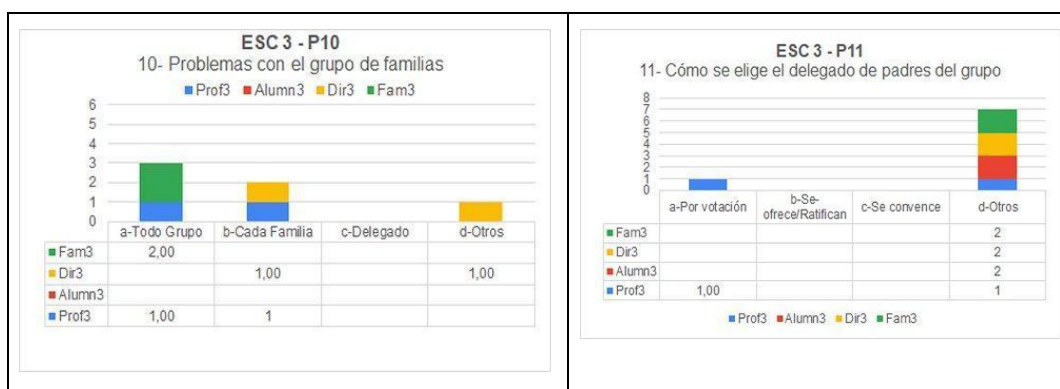 ESC 3 - P10
10- Problemas con el grupo de familias
Prof3 Alumn3 Dir3 Fam3
6
5
4
3
2
1
0
a-Todo Grupo b-Cada Familia c-Delegado d-Otros
Fam3 2,00
Dir3 1,00 1,00
Alumn3
Prof3 1,00 1
ESC 3 - P11
11- Cómo se elige el delegado de padres del grupo
8
7
6
5
4
3
2
1
0
a-Por votación b-Se-ofrece/Ratifican c-Se convence d-Otros
Fam3 2
Dir3 2
Alumn3 2
Prof3 1,00 1
Prof3 Alumn3 Dir3 Fam3